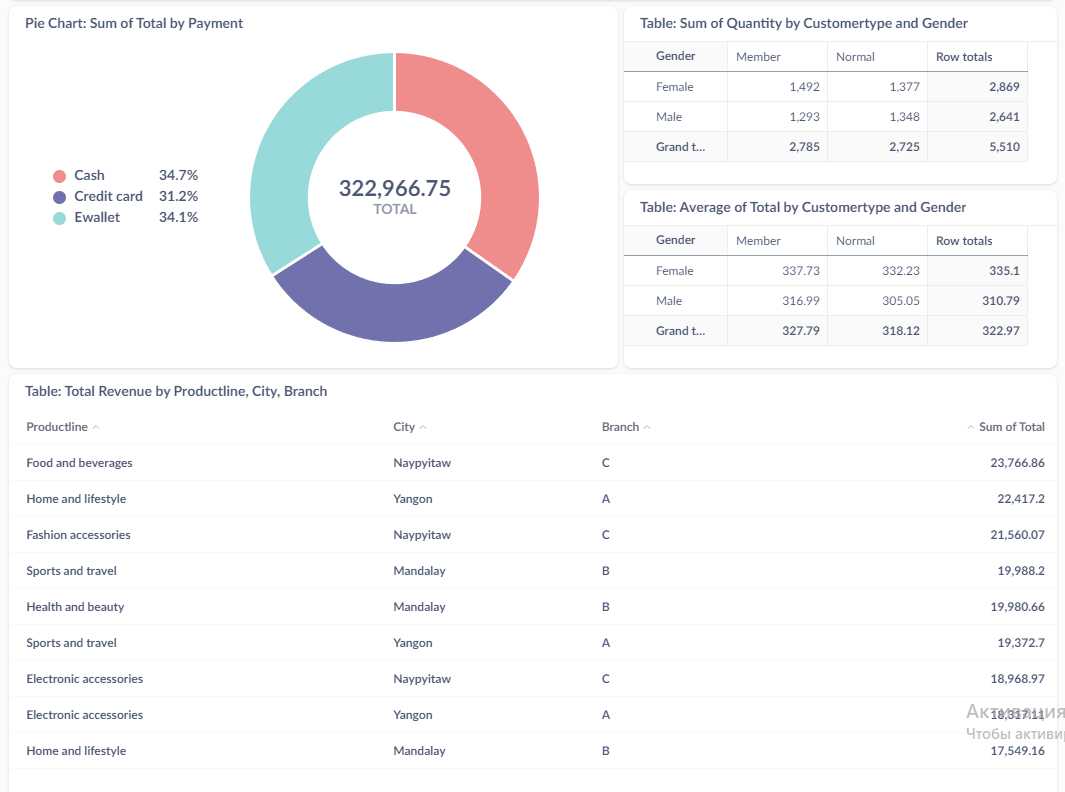 Pie Chart: Sum of Total by Payment
Cash 34.7%
Credit card 31.2%
Ewallet 34.1%
322,966.75
TOTAL
Table: Sum of Quantity by Customertype and Gender
Gender Member Normal Row totals
Female 1,492 1,377 2,869
Male 1,293 1,348 2,641
Grand t... 2,785 2,725 5,510
Table: Average of Total by Customertype and Gender
Gender Member Normal Row totals
Female 337.73 332.23 335.1
Male 316.99 305.05 310.79
Grand t... 327.79 318.12 322.97
Table: Total Revenue by Productline, City, Branch
Productline City Branch Sum of Total
Food and beverages Naypyitaw C 23,766.86
Home and lifestyle Yangon A 22,417.2
Fashion accessories Naypyitaw C 21,560.07
Sports and travel Mandalay B 19,988.2
Health and beauty Mandalay B 19,980.66
Sports and travel Yangon A 19,372.7
Electronic accessories Naypyitaw C 18,968.97
Electronic accessories Yangon A 18,317.11
Home and lifestyle Mandalay B 17,549.16
Активация
Чтобы активир